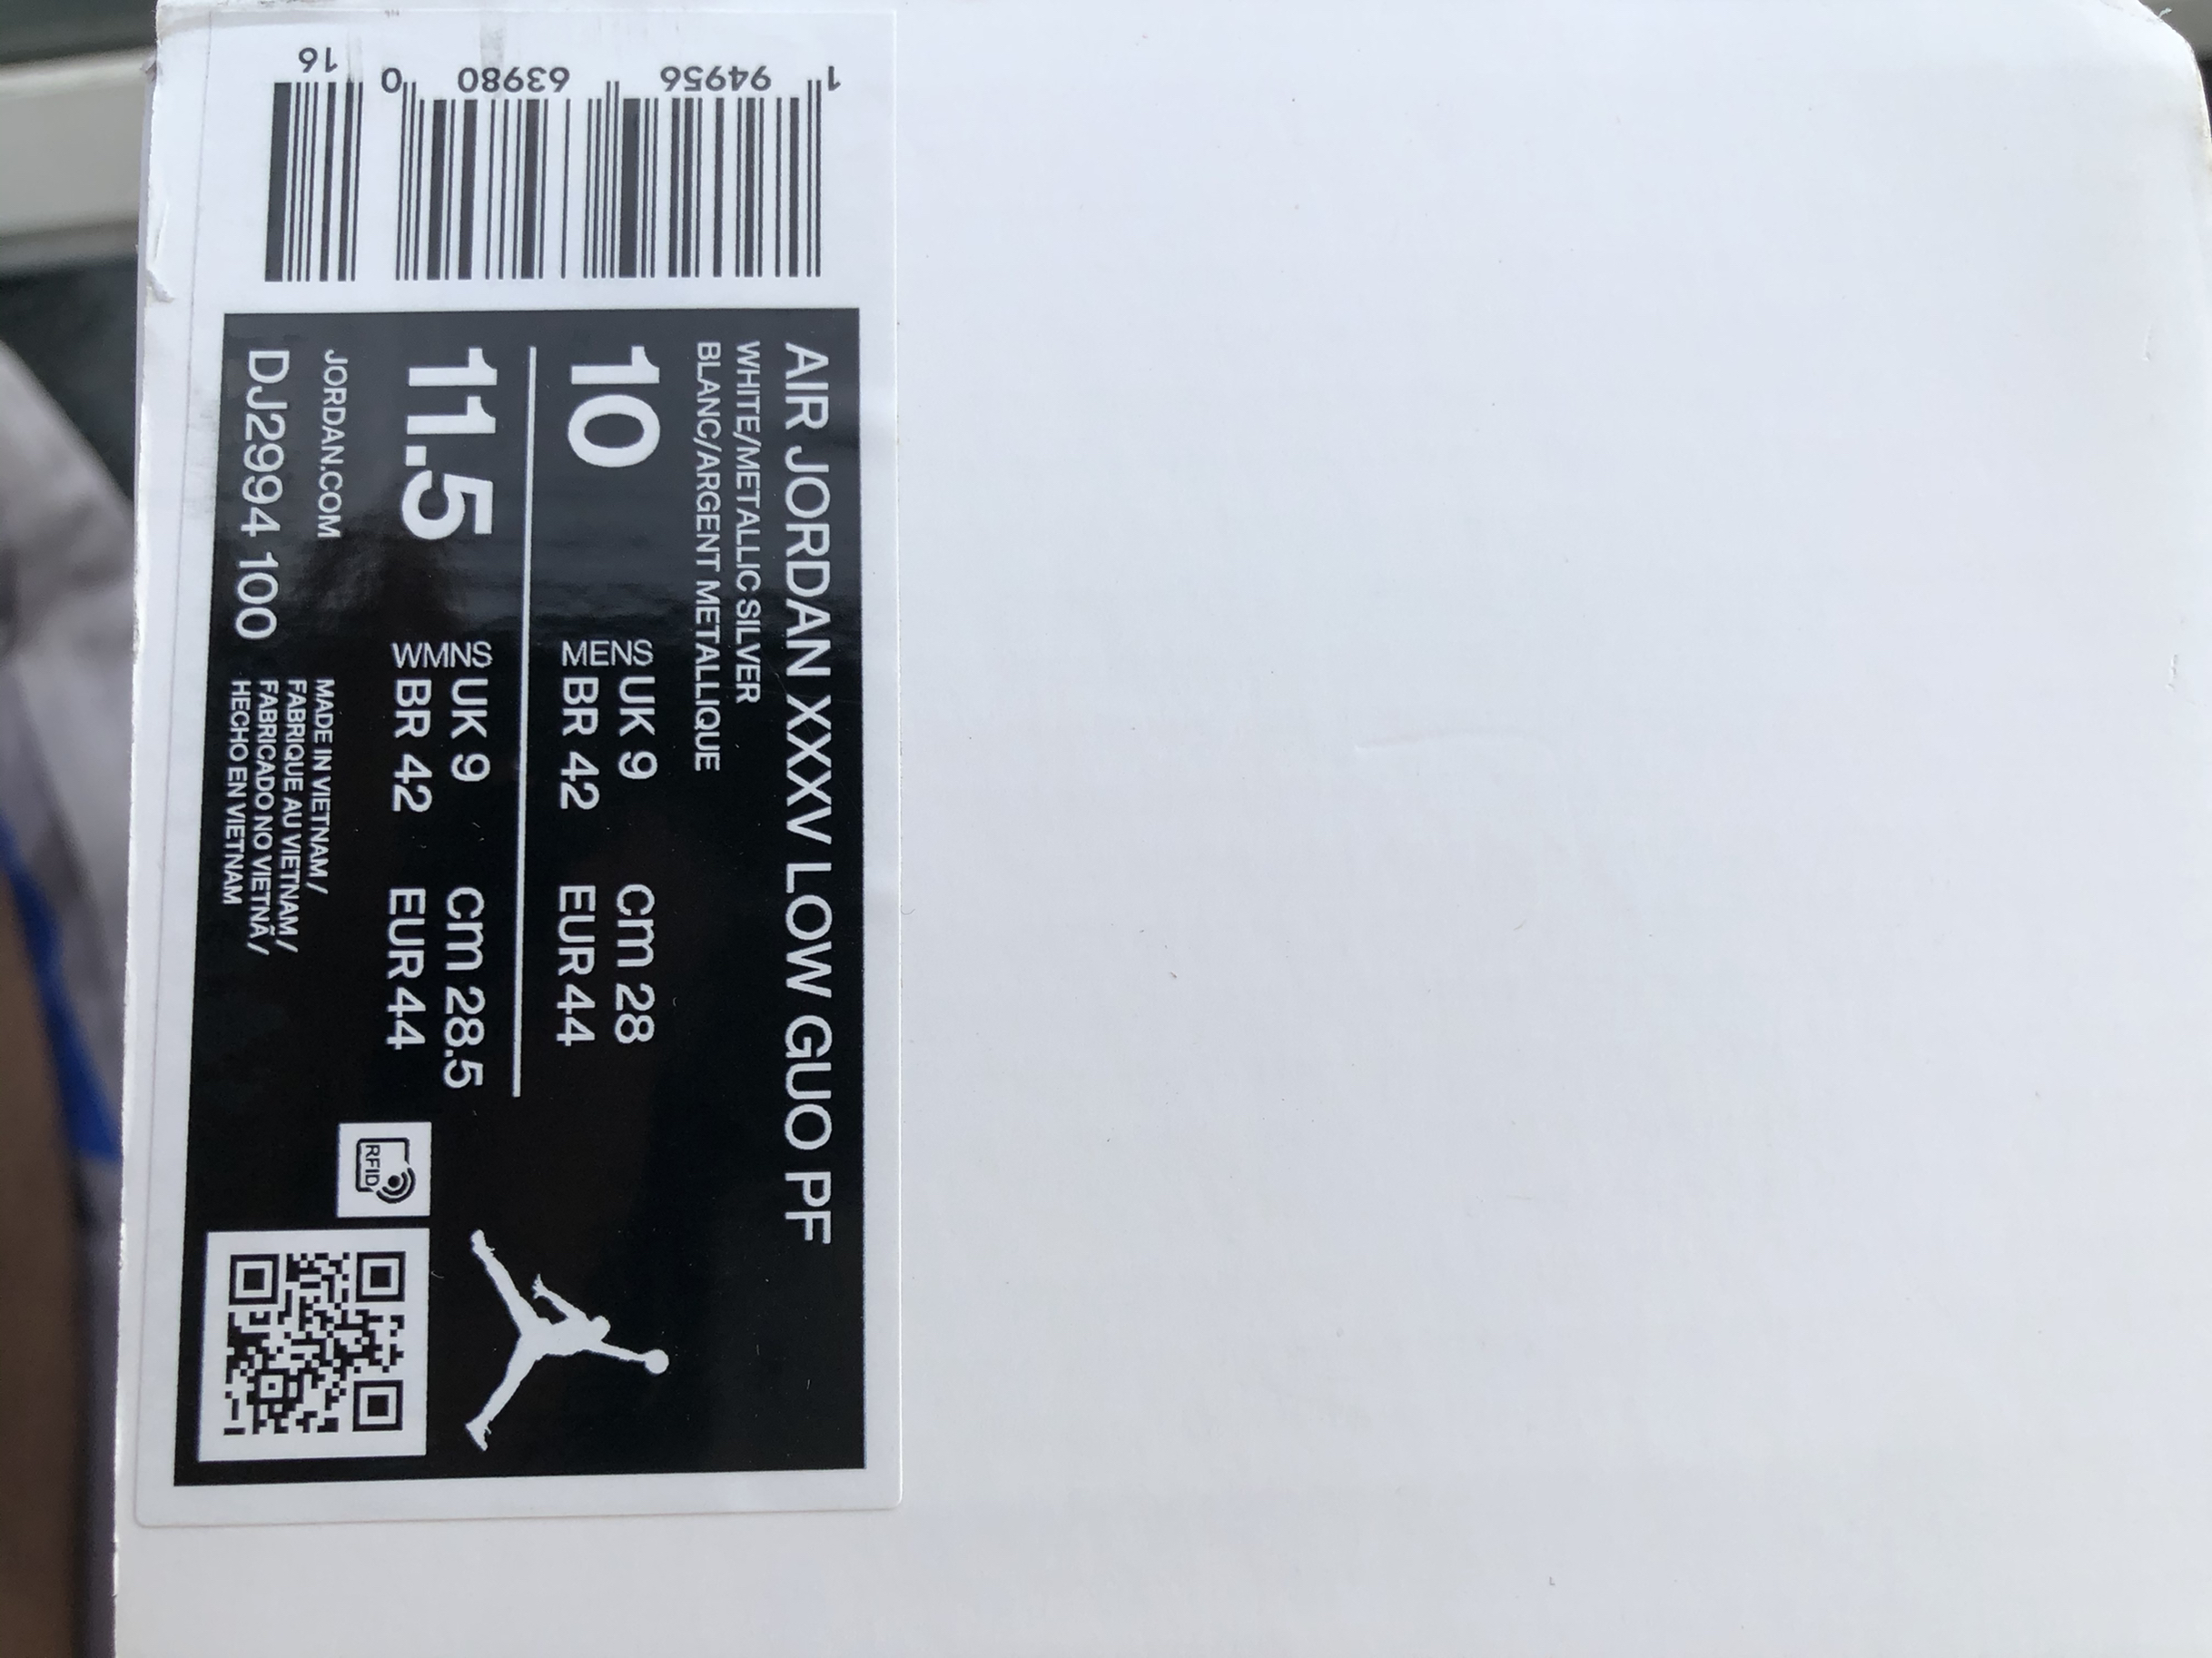 AIR JORDAN XXXV LOW GUO PF
WHITE/METALLIC SILVER
BLANC/ARGENT METALLIQUE
10
MENS
UK 9
Cm 28
BR 42
EUR 44
11.5
WMNS
UK 9
Cm 28.5
BR 42
EUR 44
JORDAN.COM
DJ2994 100
MADE IN VIETNAM /
FABRIQUE AU VIETNAM /
FABRICADO NO VIETNÃ /
HECHO EN VIETNAM
RFID
1 94956 63980 0
16